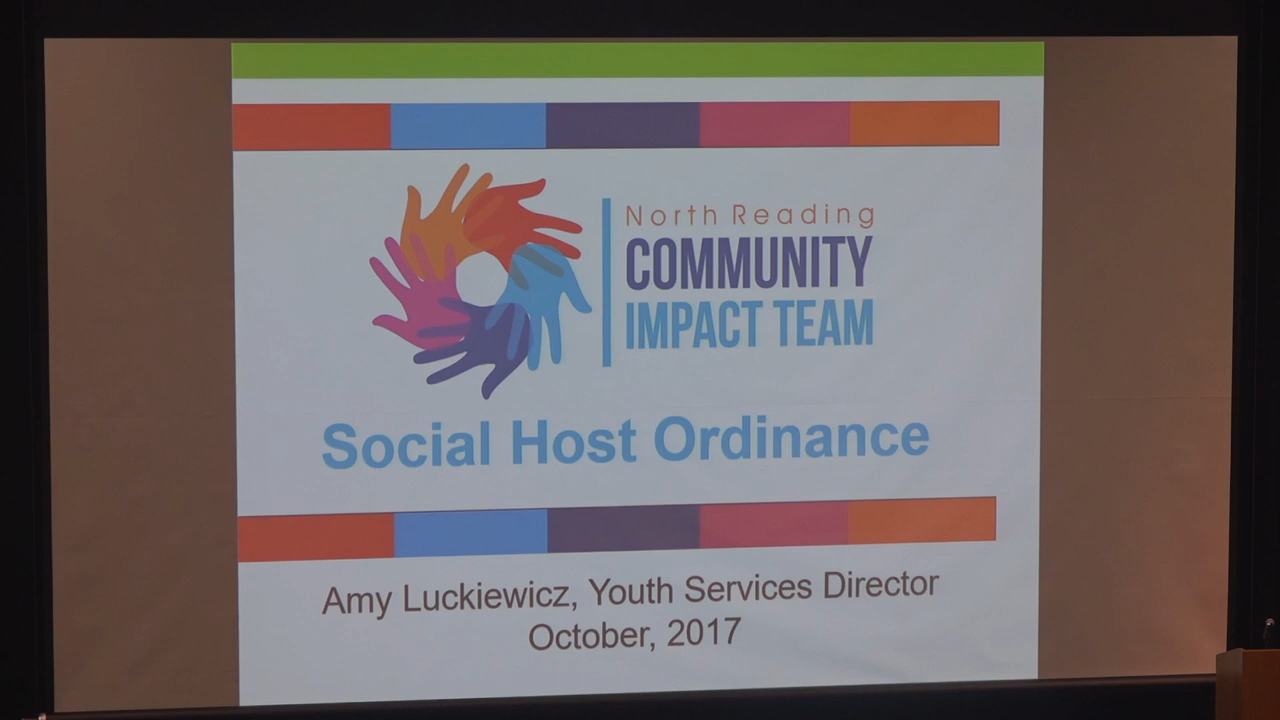 North Reading
COMMUNITY
IMPACT TEAM
Social Host Ordinance
Amy Luckiewicz, Youth Services Director
October, 2017